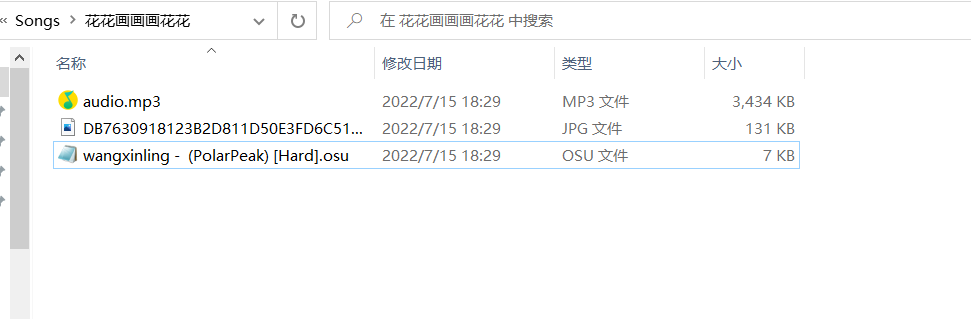 « Songs › 花花画画画花花
在 花花画画画花花 中搜索
名称 修改日期 类型 大小
audio.mp3 2022/7/15 18:29 MP3 文件 3,434 KB
DB7630918123B2D811D50E3FD6C51... 2022/7/15 18:29 JPG 文件 131 KB
wangxinling -  (PolarPeak) [Hard].osu 2022/7/15 18:29 OSU 文件 7 KB